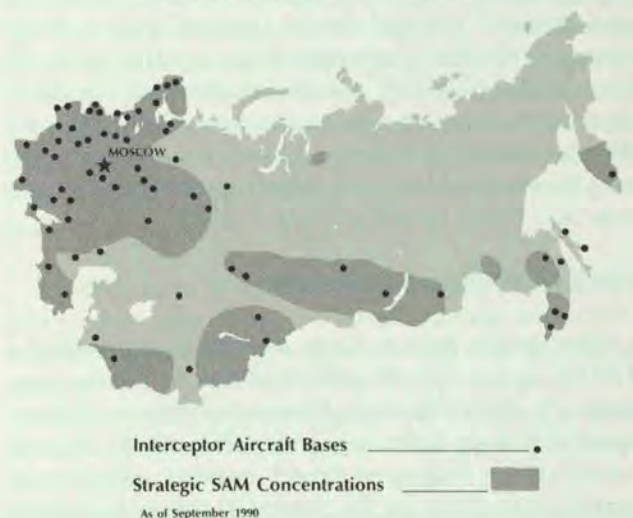 MOSCOW
Interceptor Aircraft Bases
Strategic SAM Concentrations
As of September 1990